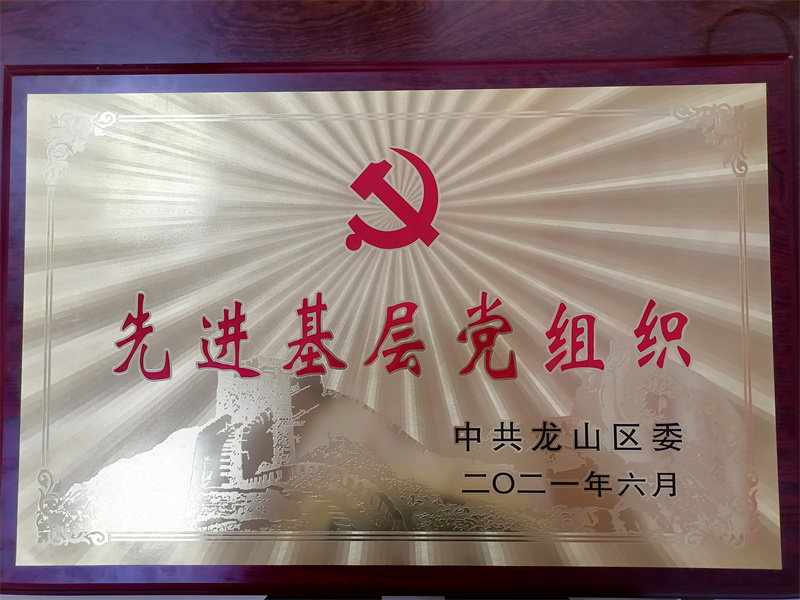 先进基层党组织
中共龙山区委
二〇二一年六月